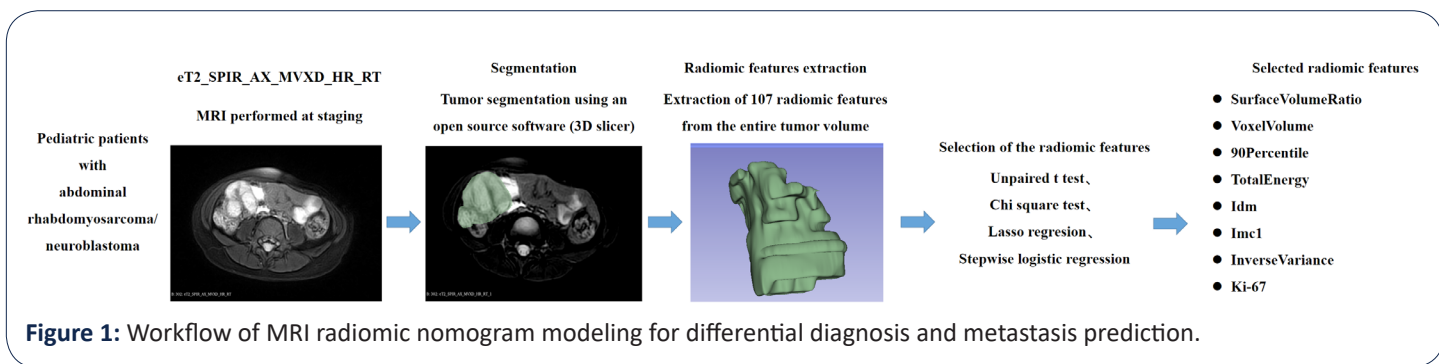 Pediatric patients
with
abdominal
rhabdomyosarcoma/
neuroblastoma
eT2_SPIR_AX_MVXD_HR_RT
MRI performed at staging
Segmentation
Tumor segmentation using an
open source software (3D slicer)
Radiomic features extraction
Extraction of 107 radiomic features
from the entire tumor volume
Selection of the radiomic features
Unpaired t test、
Chi square test、
Lasso regresion、
Stepwise logistic regression
Selected radiomic features
● SurfaceVolumeRatio
● VoxelVolume
● 90Percentile
● TotalEnergy
● Idm
● Imc1
● InverseVariance
● Ki-67
Figure 1: Workflow of MRI radiomic nomogram modeling for differential diagnosis and metastasis prediction.